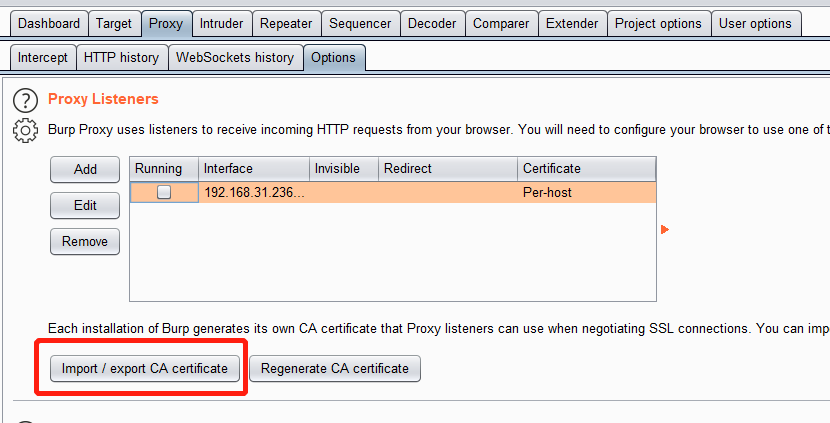 Dashboard Target Proxy Intruder Repeater Sequencer Decoder Comparer Extender Project options User options
Intercept HTTP history WebSockets history Options
? Proxy Listeners
Burp Proxy uses listeners to receive incoming HTTP requests from your browser. You will need to configure your browser to use one of
Add Running Interface Invisible Redirect Certificate
192.168.31.236... Per-host
Edit
Remove
Each installation of Burp generates its own CA certificate that Proxy listeners can use when negotiating SSL connections. You can
Import / export CA certificate Regenerate CA certificate